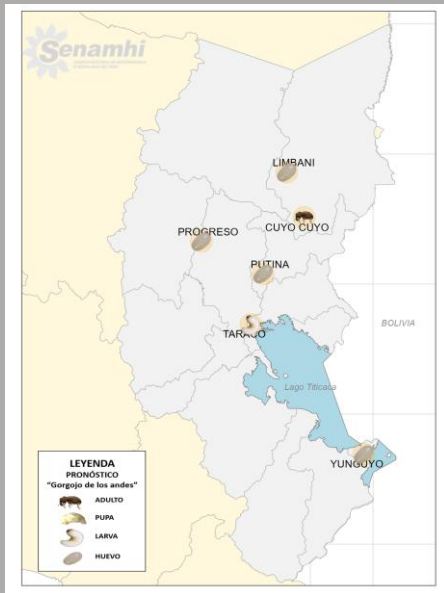 Senamhi
LIMBANI
CUYO CUYO
PROGRESO
PUTINA
TARACO
BOLIVIA
Lago Titicaca
YUNGUYO
LEYENDA
PRONÓSTICO
"Gorgojo de los andes"
ADULTO
PUPA
LARVA
HUEVO